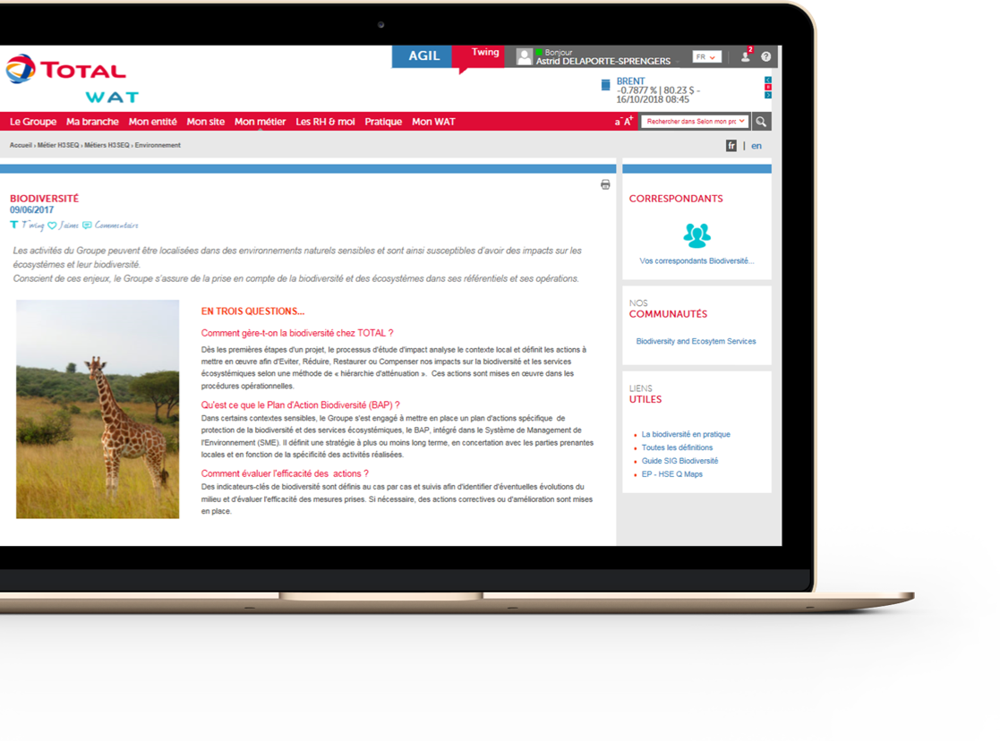 AGIL
Twing
Bonjour
Astrid DELAPORTE-SPRENGERS
FR
2
?
TOTAL
WAT
BRENT
-0.7877 % | 80.23 $ -
16/10/2018 08:45
Le Groupe Ma branche Mon entité Mon site Mon métier Les RH & moi Pratique Mon WAT
a- A+
Rechercher dans Selon mon prc
Accueil › Métier H3SEQ › Métiers H3SEQ › Environnement
fr | en
BIODIVERSITÉ
09/06/2017
T Twing J'aime Commentaire
Les activités du Groupe peuvent être localisées dans des environnements naturels sensibles et sont ainsi susceptibles d'avoir des impacts sur les
écosystèmes et leur biodiversité.
Conscient de ces enjeux, le Groupe s'assure de la prise en compte de la biodiversité et des écosystèmes dans ses référentiels et ses opérations.
EN TROIS QUESTIONS...
Comment gère-t-on la biodiversité chez TOTAL ?
Dès les premières étapes d'un projet, le processus d'étude d'impact analyse le contexte local et définit les actions à
mettre en œuvre afin d'Eviter, Réduire, Restaurer ou Compenser nos impacts sur la biodiversité et les services
écosystémiques selon une méthode de « hiérarchie d'atténuation ». Ces actions sont mises en œuvre dans les
procédures opérationnelles.
Qu'est ce que le Plan d'Action Biodiversité (BAP) ?
Dans certains contextes sensibles, le Groupe s'est engagé à mettre en place un plan d'actions spécifique de
protection de la biodiversité et des services écosystémiques, le BAP, intégré dans le Système de Management de
l'Environnement (SME). Il définit une stratégie à plus ou moins long terme, en concertation avec les parties prenantes
locales et en fonction de la spécificité des activités réalisées.
Comment évaluer l'efficacité des actions ?
Des indicateurs-clés de biodiversité sont définis au cas par cas et suivis afin d'identifier d'éventuelles évolutions du
milieu et d'évaluer l'efficacité des mesures prises. Si nécessaire, des actions correctives ou d'amélioration sont mises
en place.
CORRESPONDANTS
Vos correspondants Biodiversité...
NOS
COMMUNAUTÉS
Biodiversity and Ecosytem Services
LIENS
UTILES
La biodiversité en pratique
Toutes les définitions
Guide SIG Biodiversité
EP - HSE Q Maps